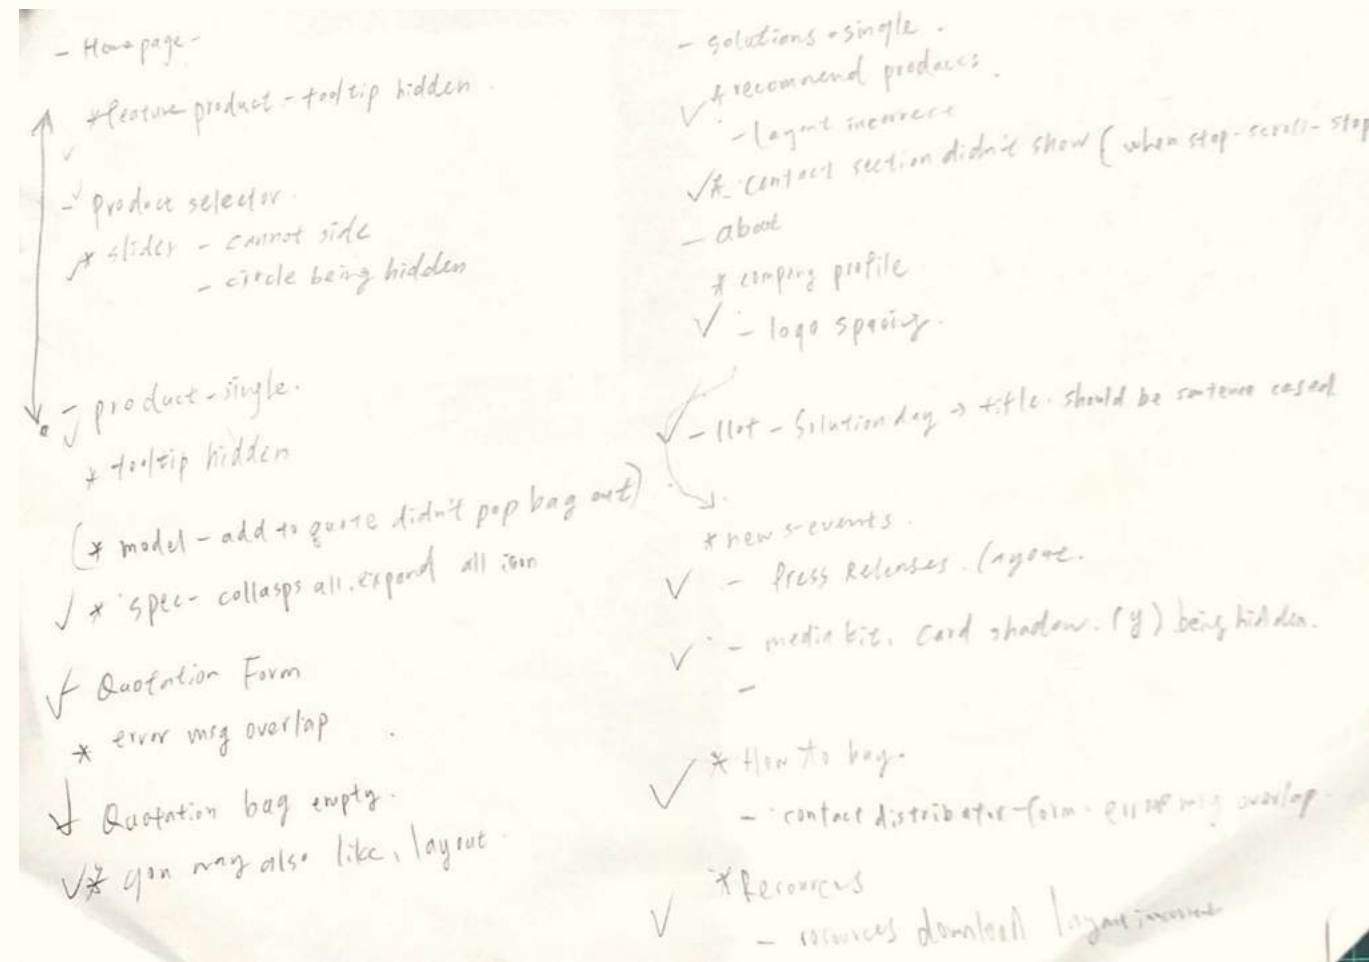 - Homepage -
* feature product - tooltip hidden.
- product selector.
* slider - cannot side
- circle being hidden
- product - single.
* tooltip hidden
(* model - add to quote didn't pop bag out)
* spec - collasps all, expand all icon
- Quotation Form
* error msg overlap
- Quotation bag empty.
* you may also like, layout
- solutions - single.
* recommend produces.
- layout incorrect
* contact section didn't show ( when stop-scroll-stop
- about
* company profile
- logo spacing.
- IIot - Solution day → title should be sentence cased
* news-events.
- Press Releases. layout.
- media kit. card shadow. (y) being hidden.
-
* How to buy.
- contact distributor - form - error msg overlap.
* Recources
- resources download layout incorrect